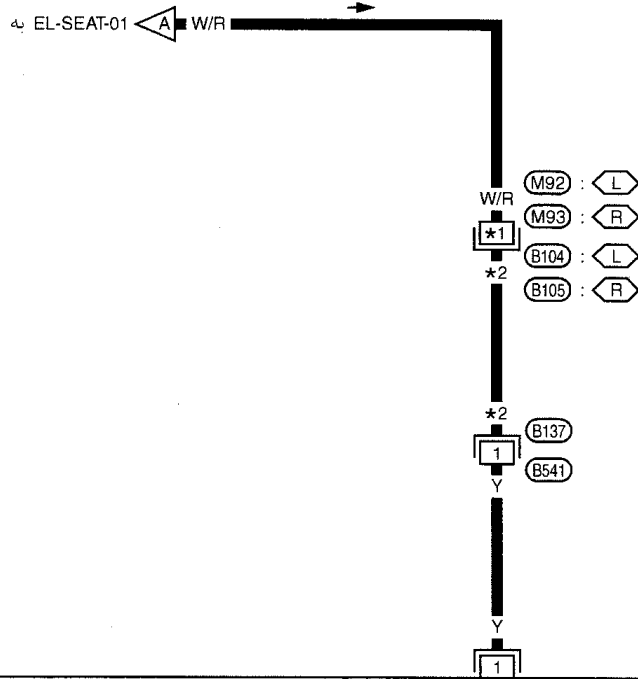 به EL-SEAT-01 A W/R
W/R
M92 : L
M93 : R
★1
B104 : L
★2
B105 : R
★2
B137
1
B541
Y
Y
1